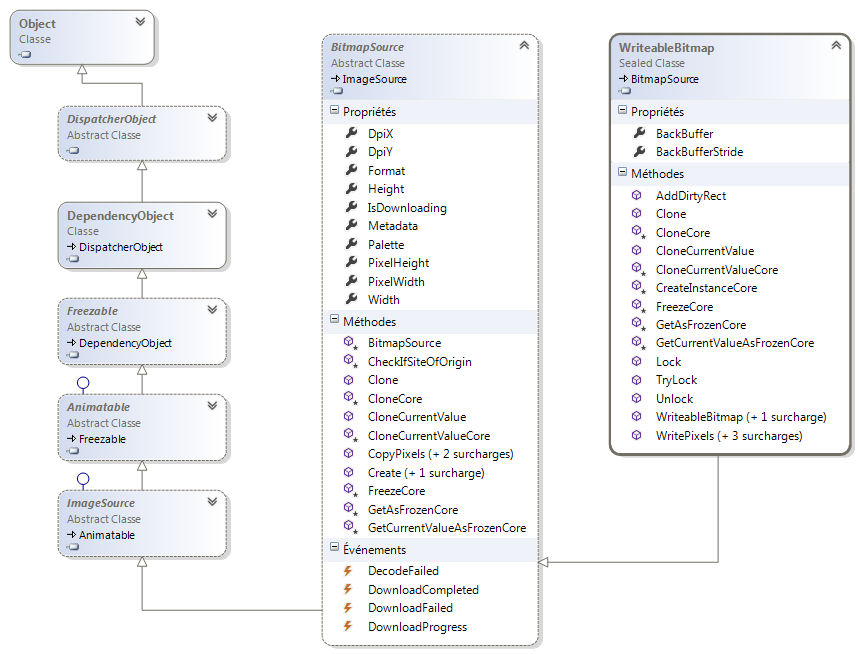 Object
Classe
DispatcherObject
Abstract Classe
DependencyObject
Classe
DispatcherObject
Freezable
Abstract Classe
DependencyObject
Animatable
Abstract Classe
Freezable
ImageSource
Abstract Classe
Animatable
BitmapSource
Abstract Classe
ImageSource
Propriétés
DpiX
DpiY
Format
Height
IsDownloading
Metadata
Palette
PixelHeight
PixelWidth
Width
Méthodes
BitmapSource
CheckIfSiteOfOrigin
Clone
CloneCore
CloneCurrentValue
CloneCurrentValueCore
CopyPixels (+ 2 surcharges)
Create (+ 1 surcharge)
FreezeCore
GetAsFrozenCore
GetCurrentValueAsFrozenCore
Événements
DecodeFailed
DownloadCompleted
DownloadFailed
DownloadProgress
WriteableBitmap
Sealed Classe
BitmapSource
Propriétés
BackBuffer
BackBufferStride
Méthodes
AddDirtyRect
Clone
CloneCore
CloneCurrentValue
CloneCurrentValueCore
CreateInstanceCore
FreezeCore
GetAsFrozenCore
GetCurrentValueAsFrozenCore
Lock
TryLock
Unlock
WriteableBitmap (+ 1 surcharge)
WritePixels (+ 3 surcharges)